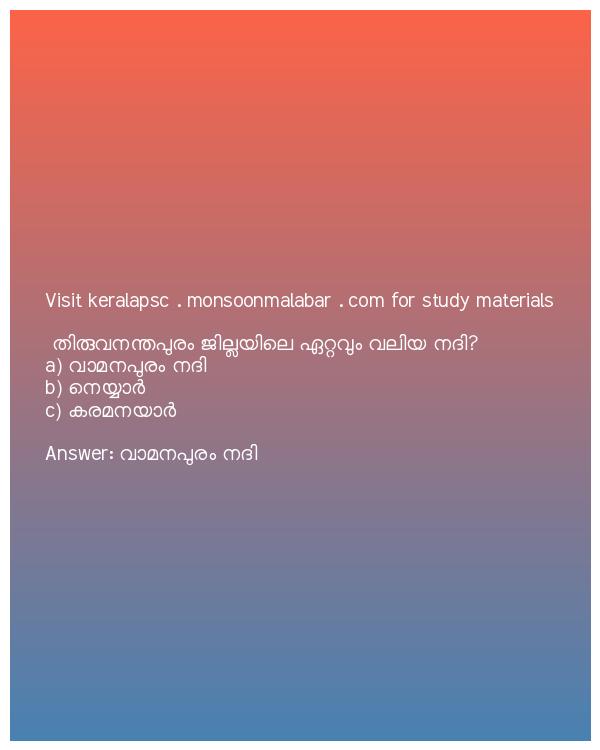 Visit keralapsc . monsoonmalabar . com for study materials
തിരുവനന്തപുരം ജില്ലയിലെ ഏറ്റവും വലിയ നദി?
a) വാമനപുരം നദി
b) നെയ്യാർ
c) കരമനയാർ
Answer: വാമനപുരം നദി